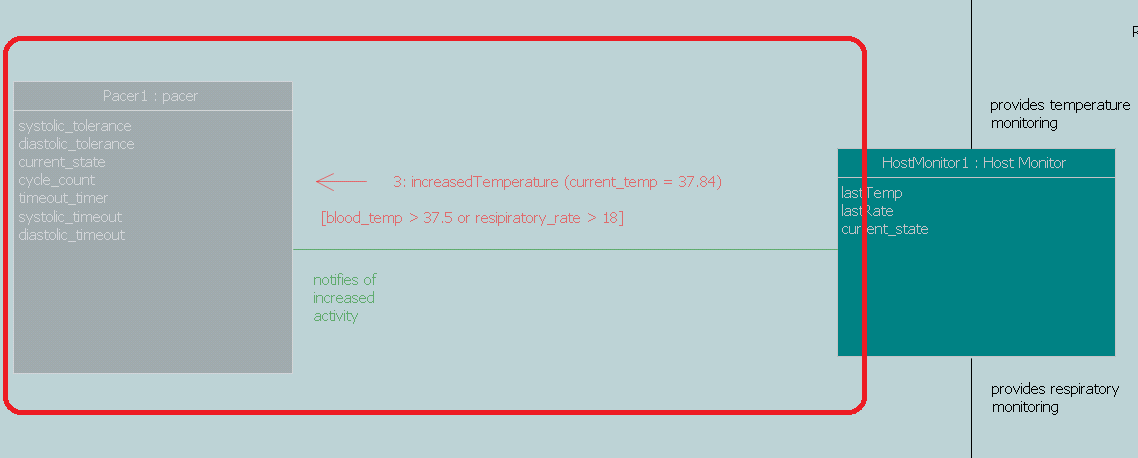 Pacer1 : pacer
systolic_tolerance
diastolic_tolerance
current_state
cycle_count
timeout_timer
systolic_timeout
diastolic_timeout
3: increasedTemperature (current_temp = 37.84)
[blood_temp > 37.5 or resipiratory_rate > 18]
notifies of
increased
activity
provides temperature
monitoring
HostMonitor1 : Host Monitor
lastTemp
lastRate
current_state
provides respiratory
monitoring